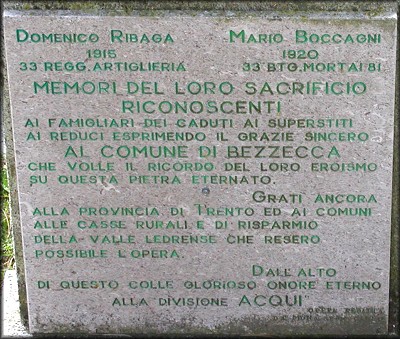 DOMENICO RIBAGA MARIO BOCCAGNI
1915 1920
33 REGG. ARTIGLIERIA 33 BTG. MORTAI 81
MEMORI DEL LORO SACRIFICIO
RICONOSCENTI
AI FAMIGLIARI DEI CADUTI AI SUPERSTITI
AI REDUCI ESPRIMENDO IL GRAZIE SINCERO
AL COMUNE DI BEZZECCA
CHE VOLLE IL RICORDO DEL LORO EROISMO
SU QUESTA PIETRA ETERNATO.
GRATI ANCORA
ALLA PROVINCIA DI TRENTO ED AI COMUNI
ALLE CASSE RURALI E DI RISPARMIO
DELLA VALLE LEDRENSE CHE RESERO
POSSIBILE L'OPERA.
DALL'ALTO
DI QUESTO COLLE GLORIOSO ONORE ETERNO
ALLA DIVISIONE ACQUI
OPERA